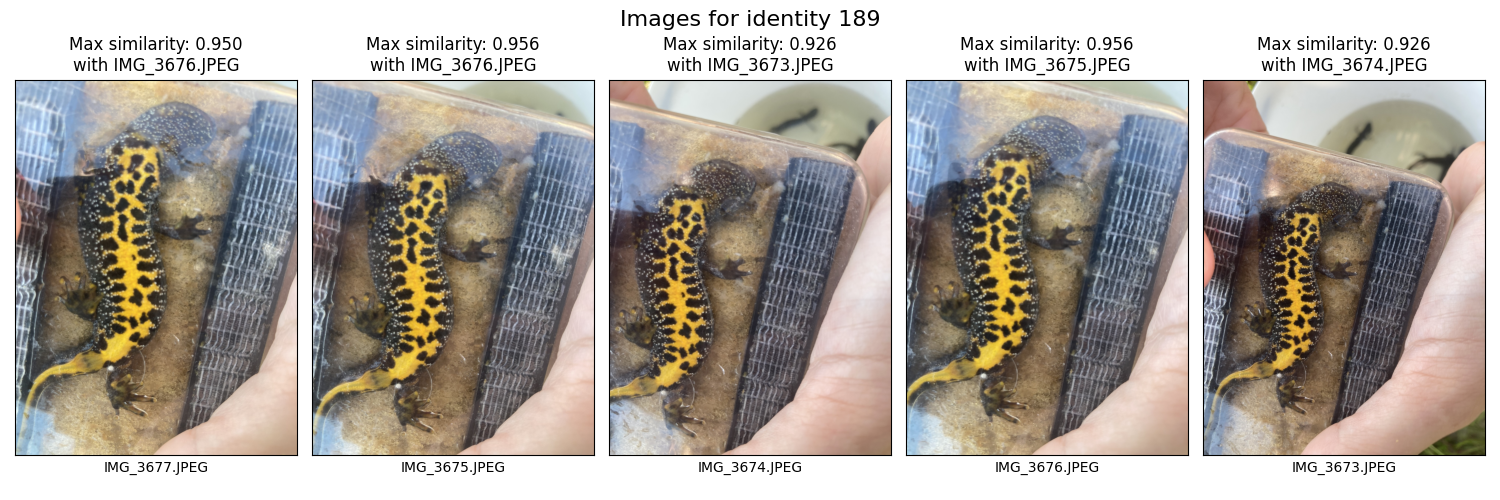 Images for identity 189
Max similarity: 0.950
with IMG_3676.JPEG
Max similarity: 0.956
with IMG_3676.JPEG
Max similarity: 0.926
with IMG_3673.JPEG
Max similarity: 0.956
with IMG_3675.JPEG
Max similarity: 0.926
with IMG_3674.JPEG
IMG_3677.JPEG
IMG_3675.JPEG
IMG_3674.JPEG
IMG_3676.JPEG
IMG_3673.JPEG